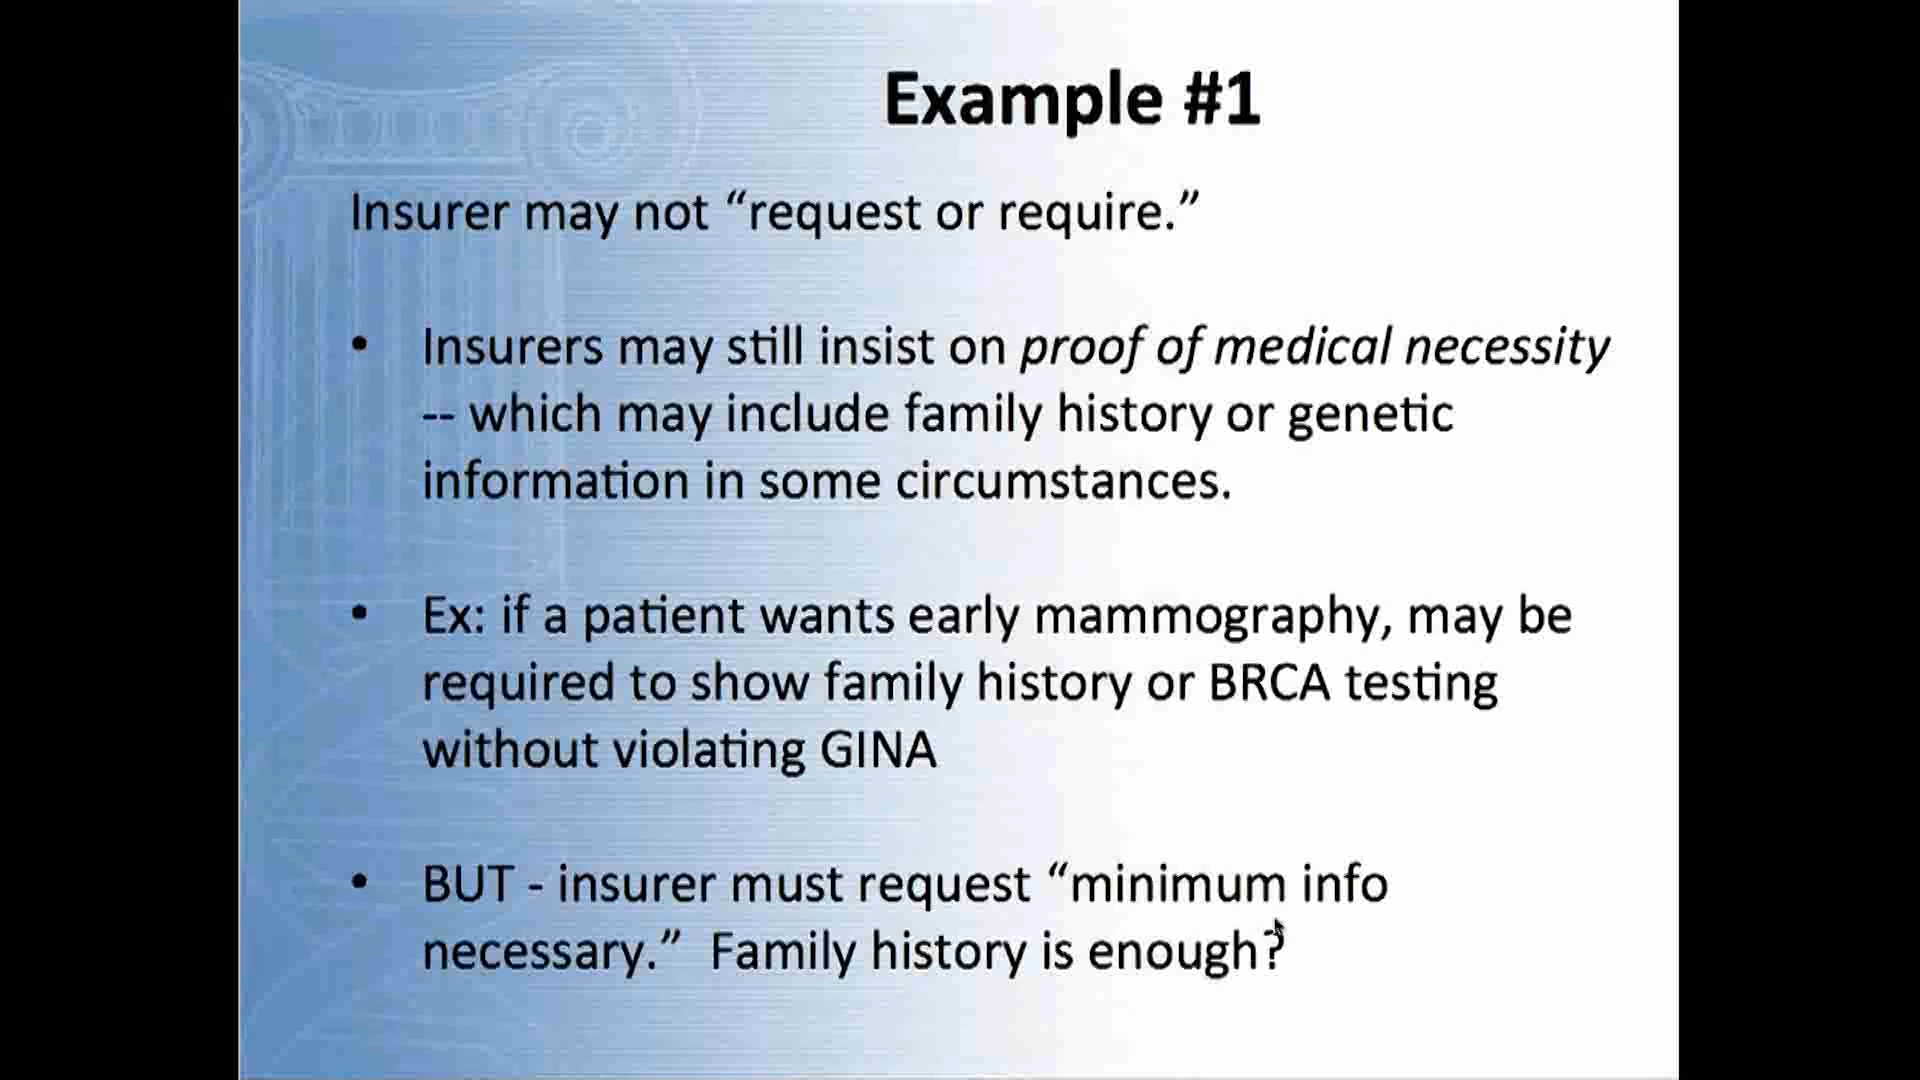 Example #1
Insurer may not “request or require.”
• Insurers may still insist on proof of medical necessity
-- which may include family history or genetic
information in some circumstances.
• Ex: if a patient wants early mammography, may be
required to show family history or BRCA testing
without violating GINA
• BUT - insurer must request “minimum info
necessary.” Family history is enough?